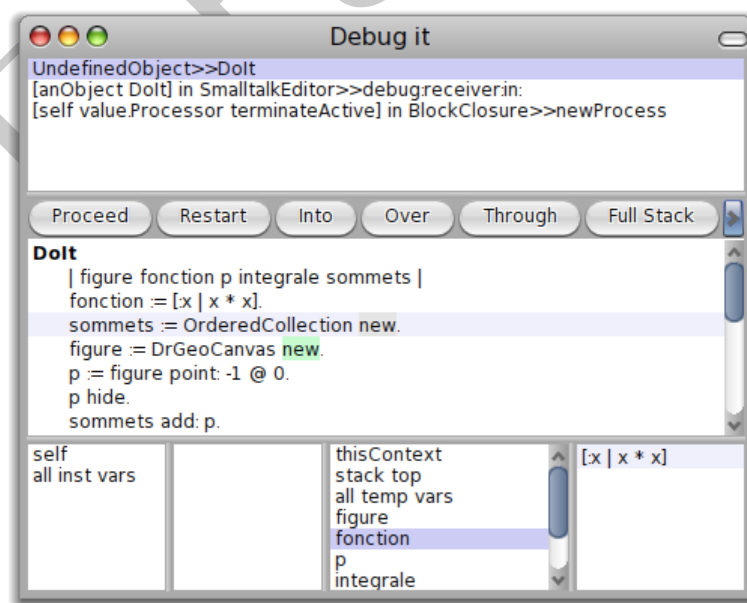 Debug it
UndefinedObject>>DoIt
[anObject DoIt] in SmalltalkEditor>>debug:receiver:in:
[self value.Processor terminateActive] in BlockClosure>>newProcess
Proceed Restart Into Over Through Full Stack
DoIt
| figure fonction p integrale sommets |
fonction := [:x | x * x].
sommets := OrderedCollection new.
figure := DrGeoCanvas new.
p := figure point: -1 @ 0.
p hide.
sommets add: p.
self
all inst vars
thisContext
stack top
all temp vars
figure
fonction
p
integrale
[:x | x * x]